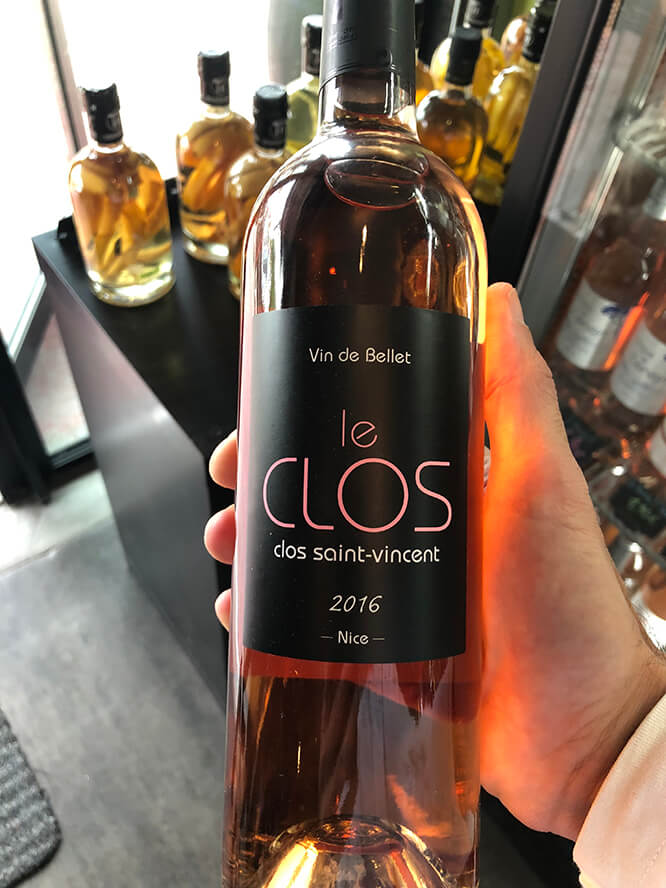 Vin de Bellet
le
CLOS
clos saint-vincent
2016
— Nice —